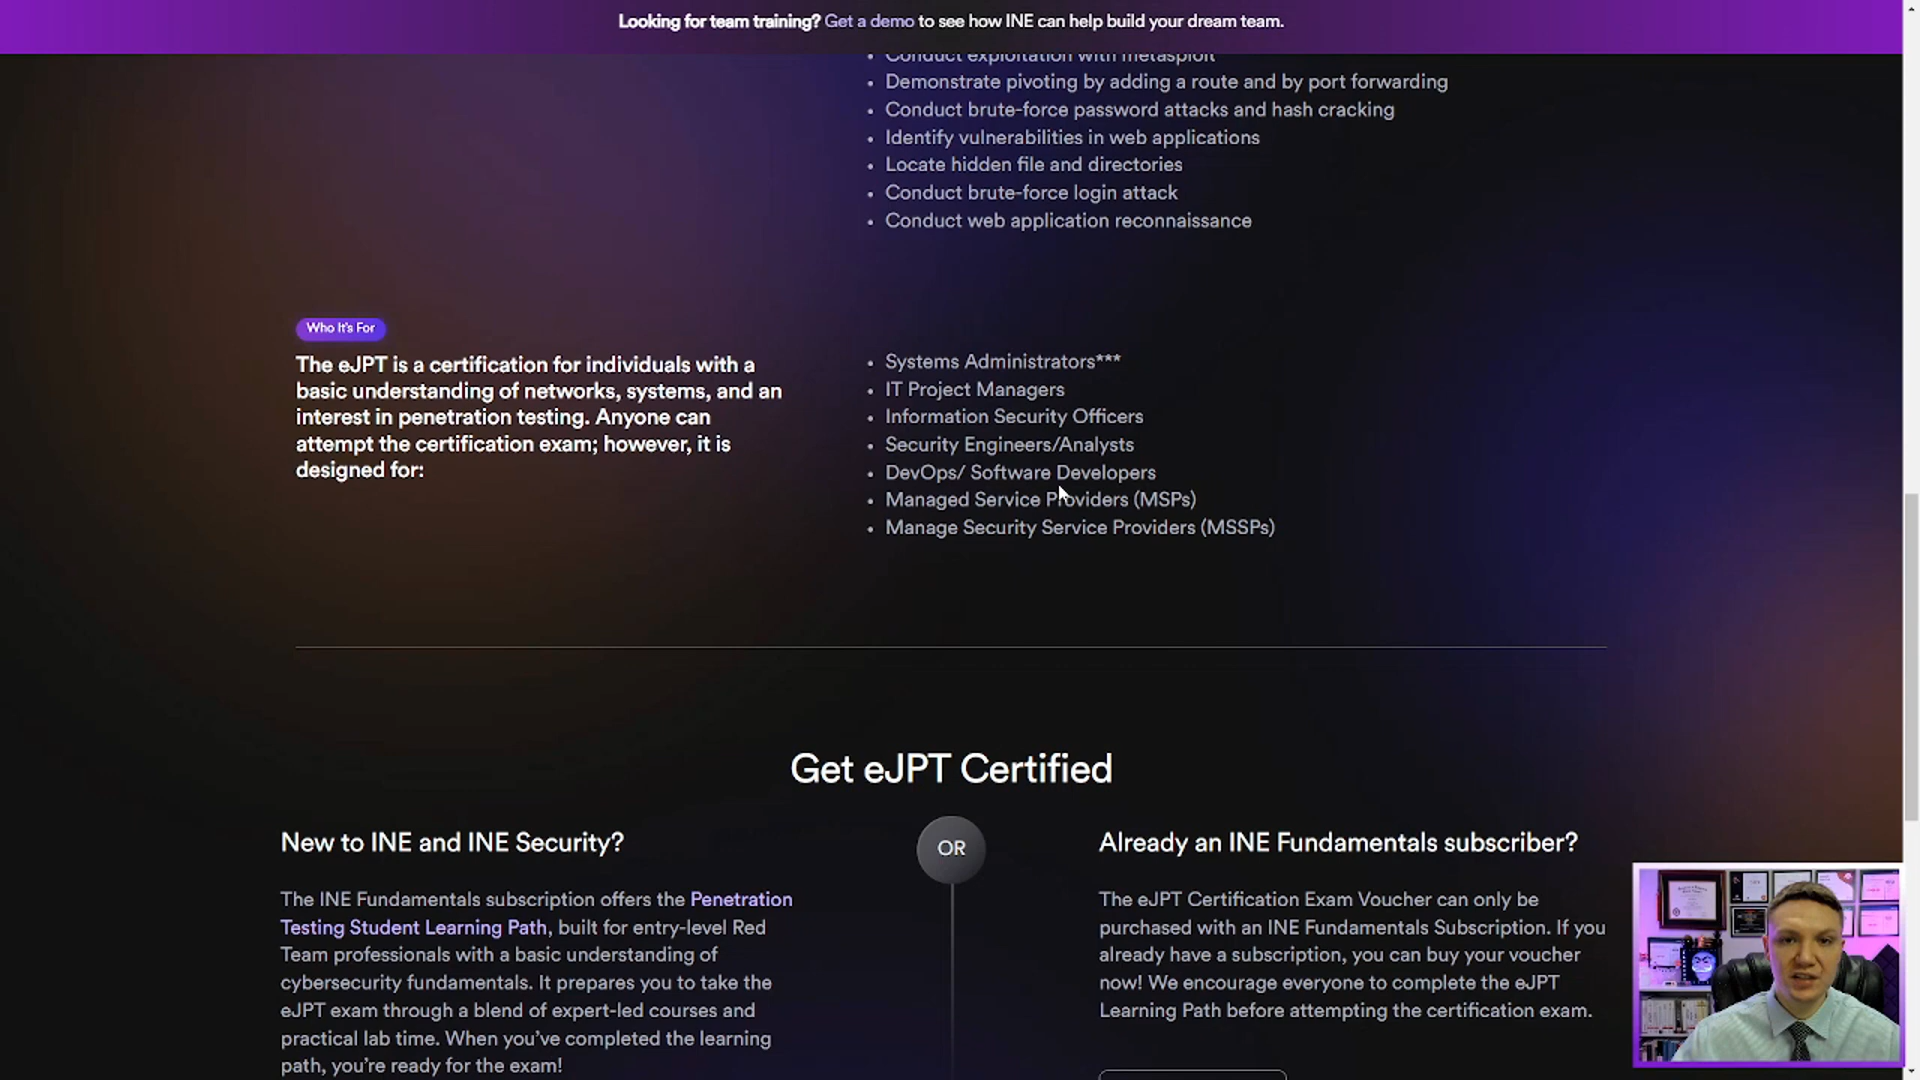 Looking for team training? Get a demo to see how INE can help build your dream team.
Conduct exploitation with metasploit
Demonstrate pivoting by adding a route and by port forwarding
Conduct brute-force password attacks and hash cracking
Identify vulnerabilities in web applications
Locate hidden file and directories
Conduct brute-force login attack
Conduct web application reconnaissance
Who It's For
The eJPT is a certification for individuals with a
basic understanding of networks, systems, and an
interest in penetration testing. Anyone can
attempt the certification exam; however, it is
designed for:
Systems Administrators***
IT Project Managers
Information Security Officers
Security Engineers/Analysts
DevOps/ Software Developers
Managed Service Providers (MSPs)
Manage Security Service Providers (MSSPs)
Get eJPT Certified
New to INE and INE Security?
The INE Fundamentals subscription offers the Penetration
Testing Student Learning Path, built for entry-level Red
Team professionals with a basic understanding of
cybersecurity fundamentals. It prepares you to take the
eJPT exam through a blend of expert-led courses and
practical lab time. When you've completed the learning
path, you're ready for the exam!
OR
Already an INE Fundamentals subscriber?
The eJPT Certification Exam Voucher can only be
purchased with an INE Fundamentals Subscription. If you
already have a subscription, you can buy your voucher
now! We encourage everyone to complete the eJPT
Learning Path before attempting the certification exam.